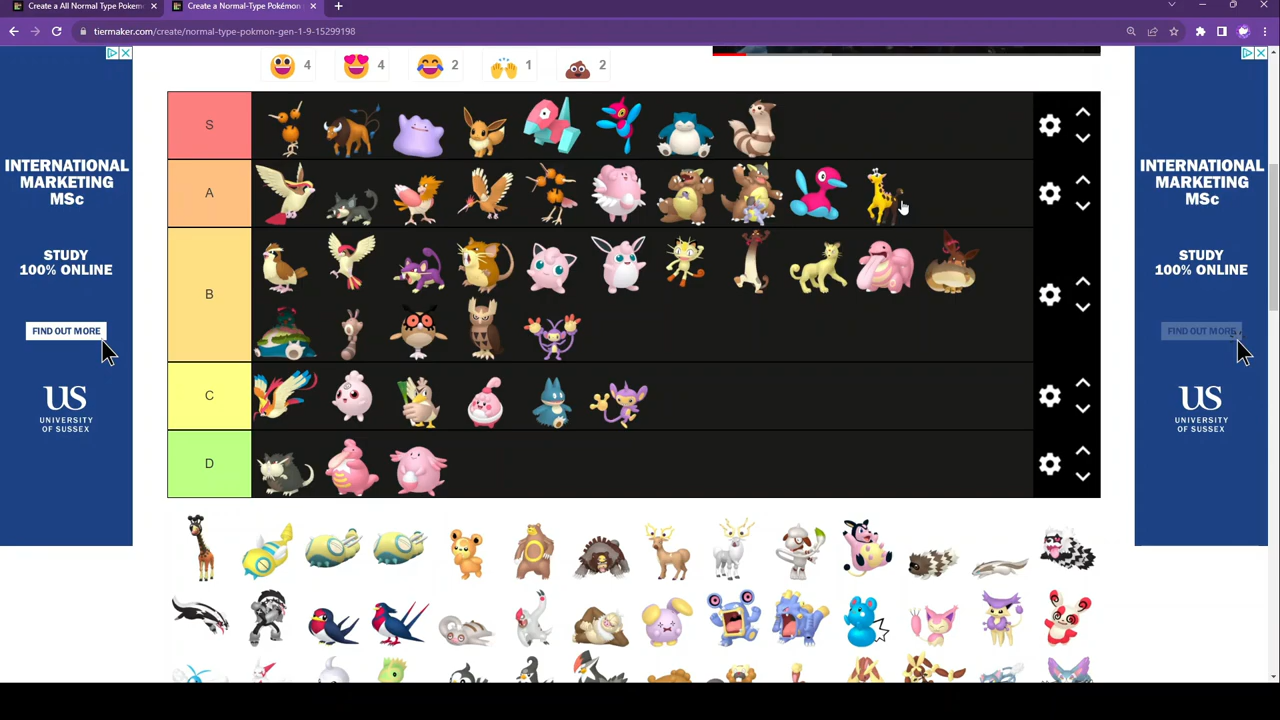 Create a All Normal Type Pokem
Create a Normal-Type Pokémon
tiermaker.com/create/normal-type-pokmon-gen-1-9-15299198
4
4
2
1
2
INTERNATIONAL
MARKETING
MSc
STUDY
100% ONLINE
FIND OUT MORE
US
UNIVERSITY
OF SUSSEX
S
A
B
C
D
INTERNATIONAL
MARKETING
MSc
STUDY
100% ONLINE
FIND OUT MORE
US
UNIVERSITY
OF SUSSEX